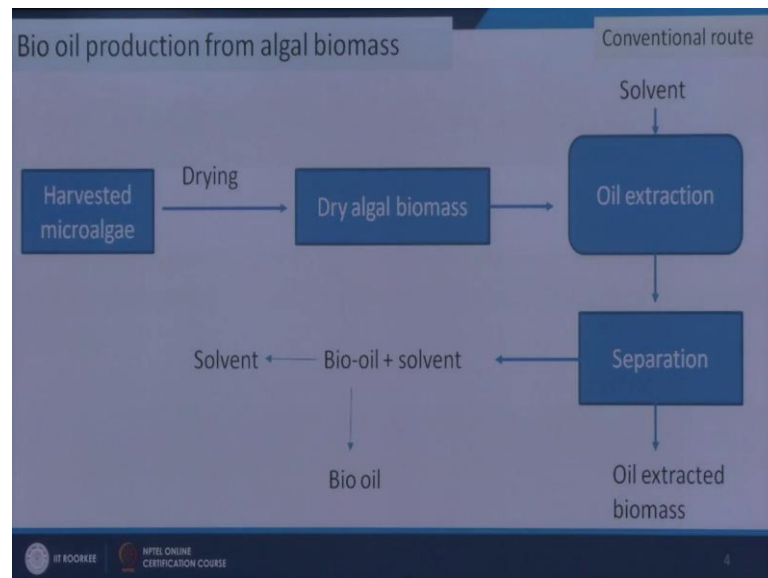 Bio oil production from algal biomass
Conventional route
Solvent
Drying
Harvested
microalgae
Dry algal biomass
Oil extraction
Solvent
Bio-oil + solvent
Separation
Bio oil
Oil extracted
biomass
IIT ROORKEE
NPTEL ONLINE
CERTIFICATION COURSE
4